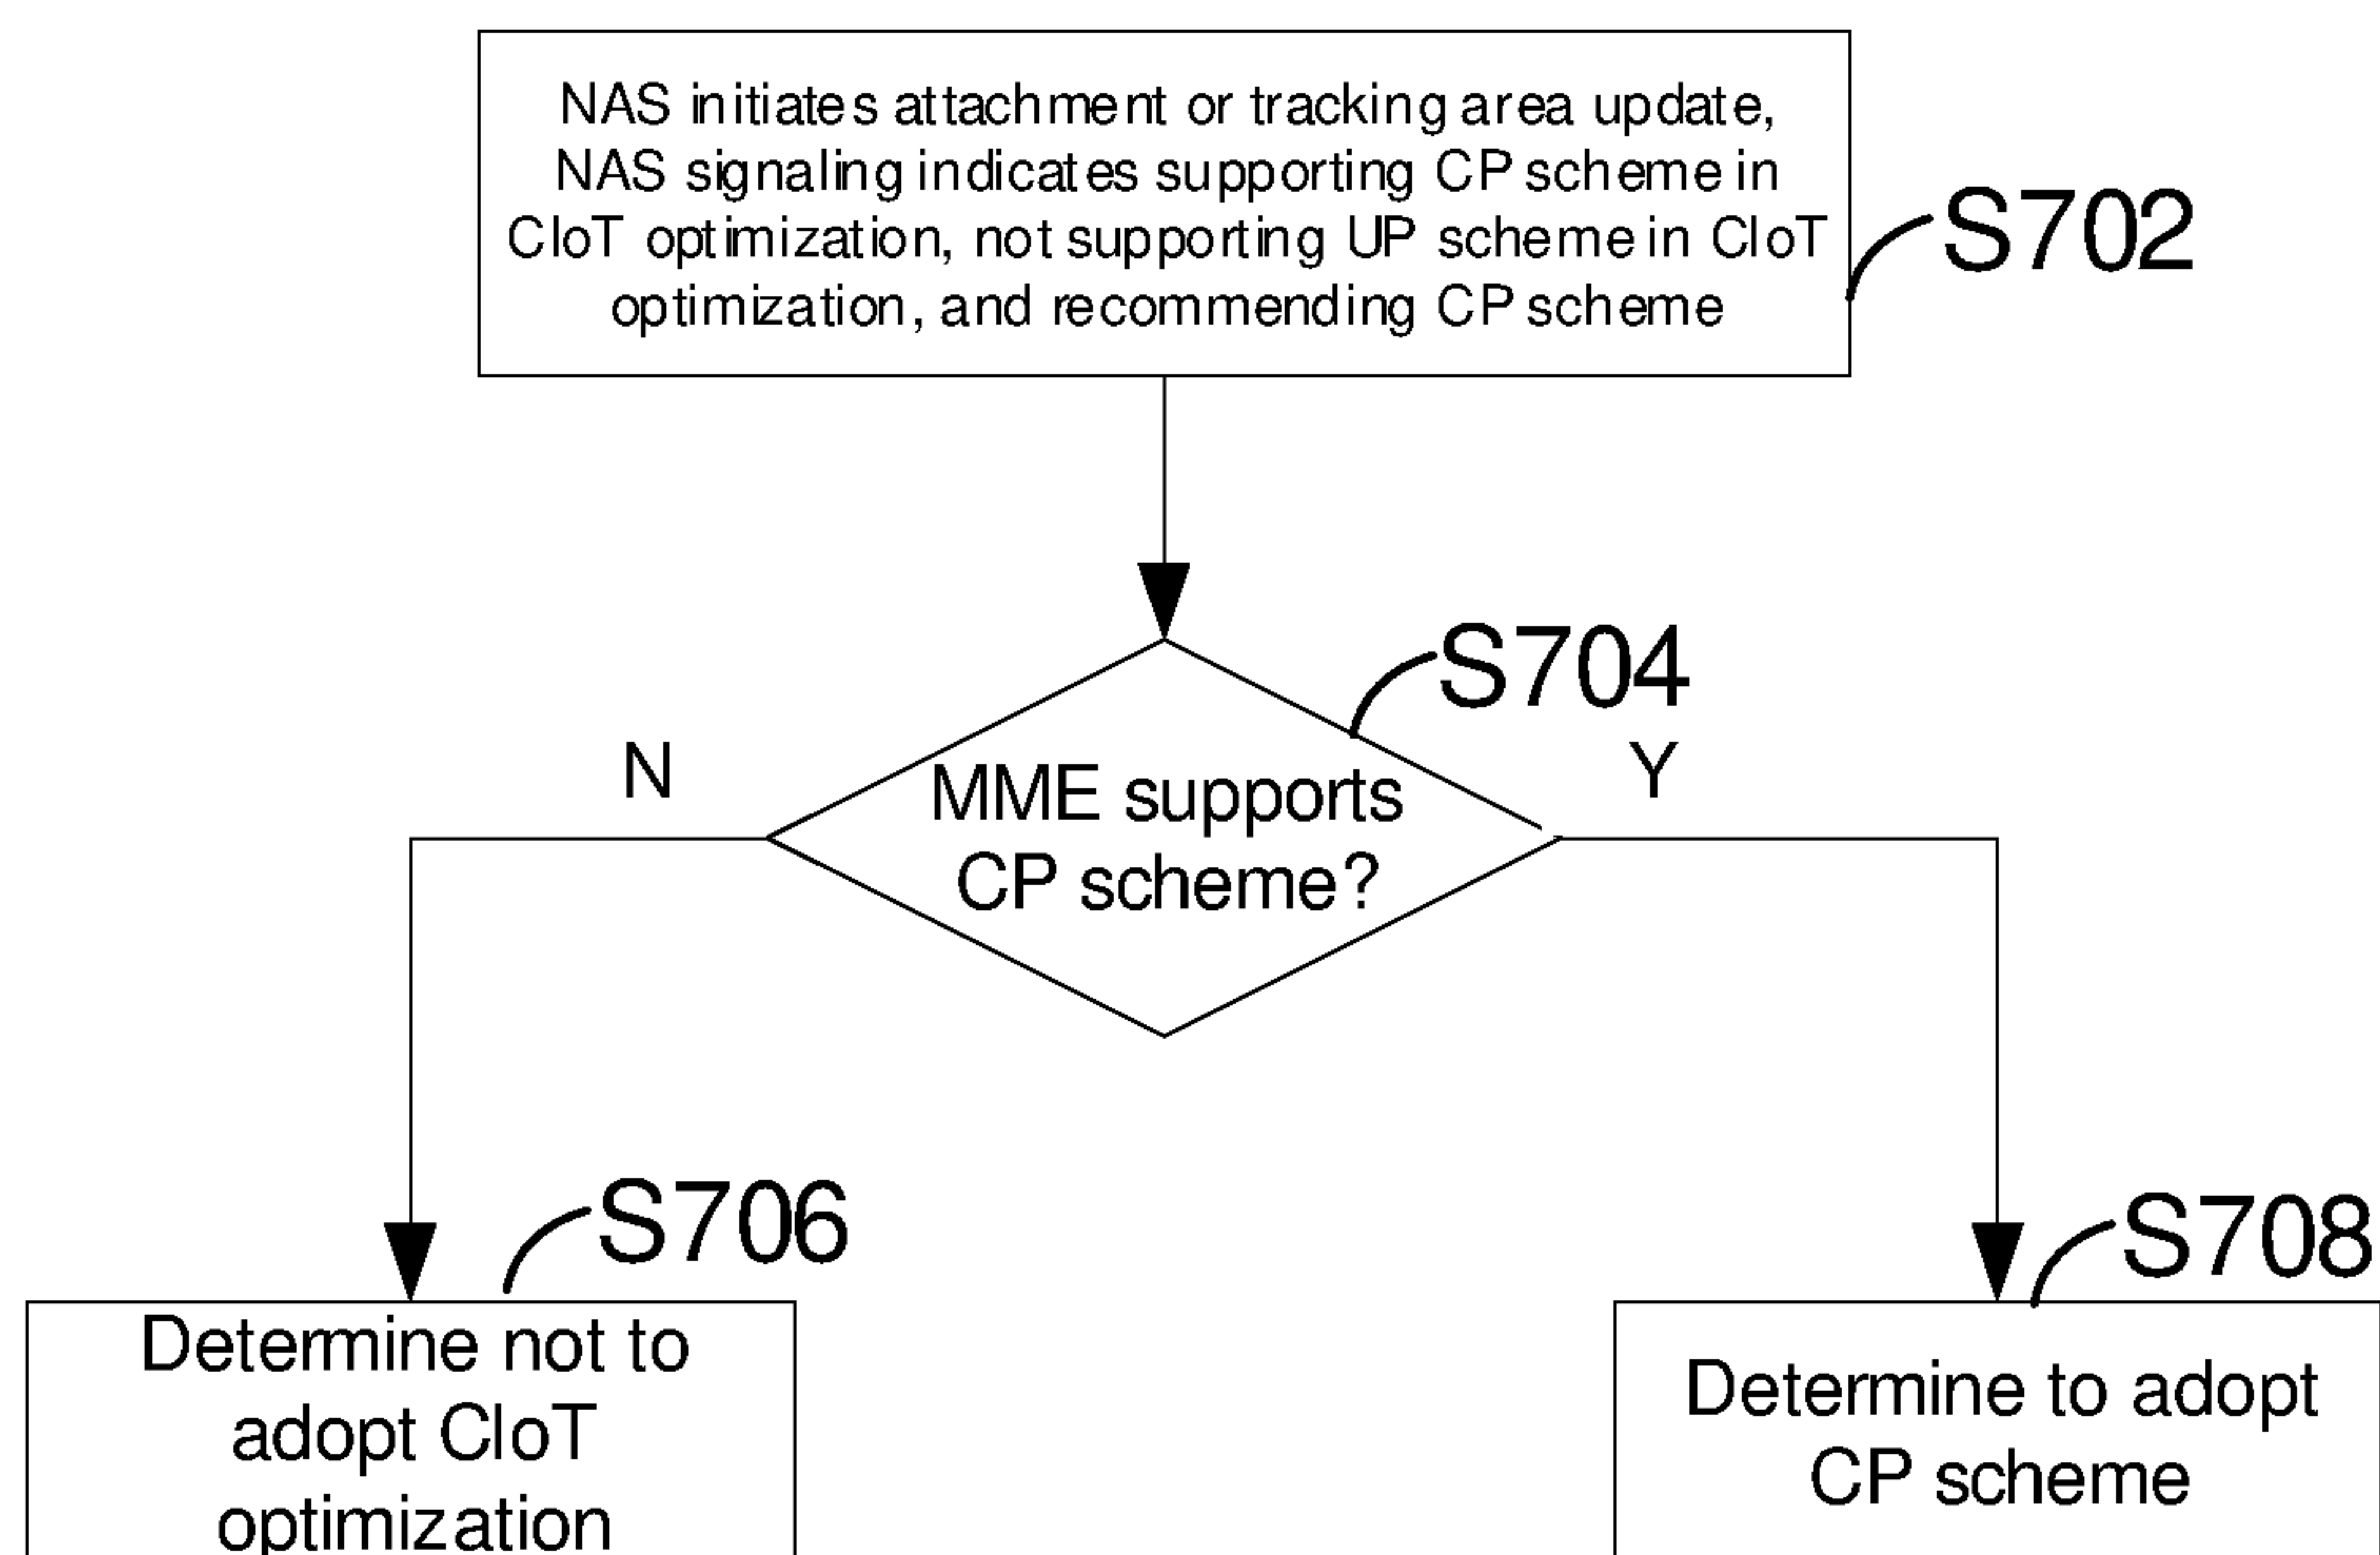 NAS initiates attachment or tracking area update,
NAS signaling indicates supporting CP scheme in
CIoT optimization, not supporting UP scheme in CIoT
optimization, and recommending CP scheme
S702
S704
N
Y
MME supports
CP scheme?
S706
S708
Determine not to
adopt CIoT
optimization
Determine to adopt
CP scheme